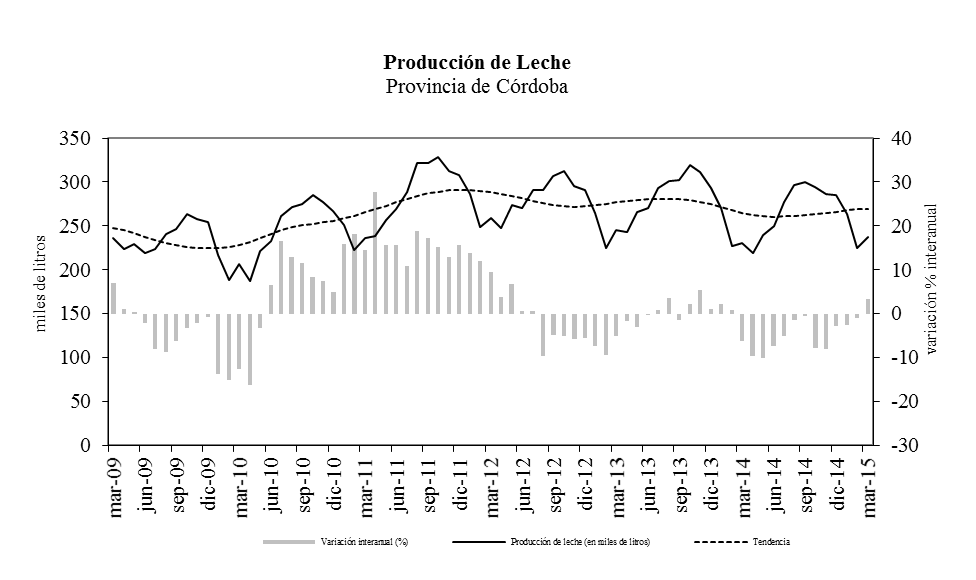 Producción de Leche
Provincia de Córdoba
miles de litros
350
300
250
200
150
100
50
0
40
30
20
10
0
-10
-20
-30
variación % interanual
mar-09
jun-09
sep-09
dic-09
mar-10
jun-10
sep-10
dic-10
mar-11
jun-11
sep-11
dic-11
mar-12
jun-12
sep-12
dic-12
mar-13
jun-13
sep-13
dic-13
mar-14
jun-14
sep-14
dic-14
mar-15
Variación interanual (%)
Producción de leche (en miles de litros)
Tendencia